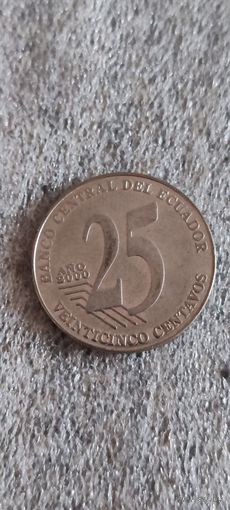 BANCO CENTRAL DEL ECUADOR
25
AÑO
2000
VEINTICINCO CENTAVOS